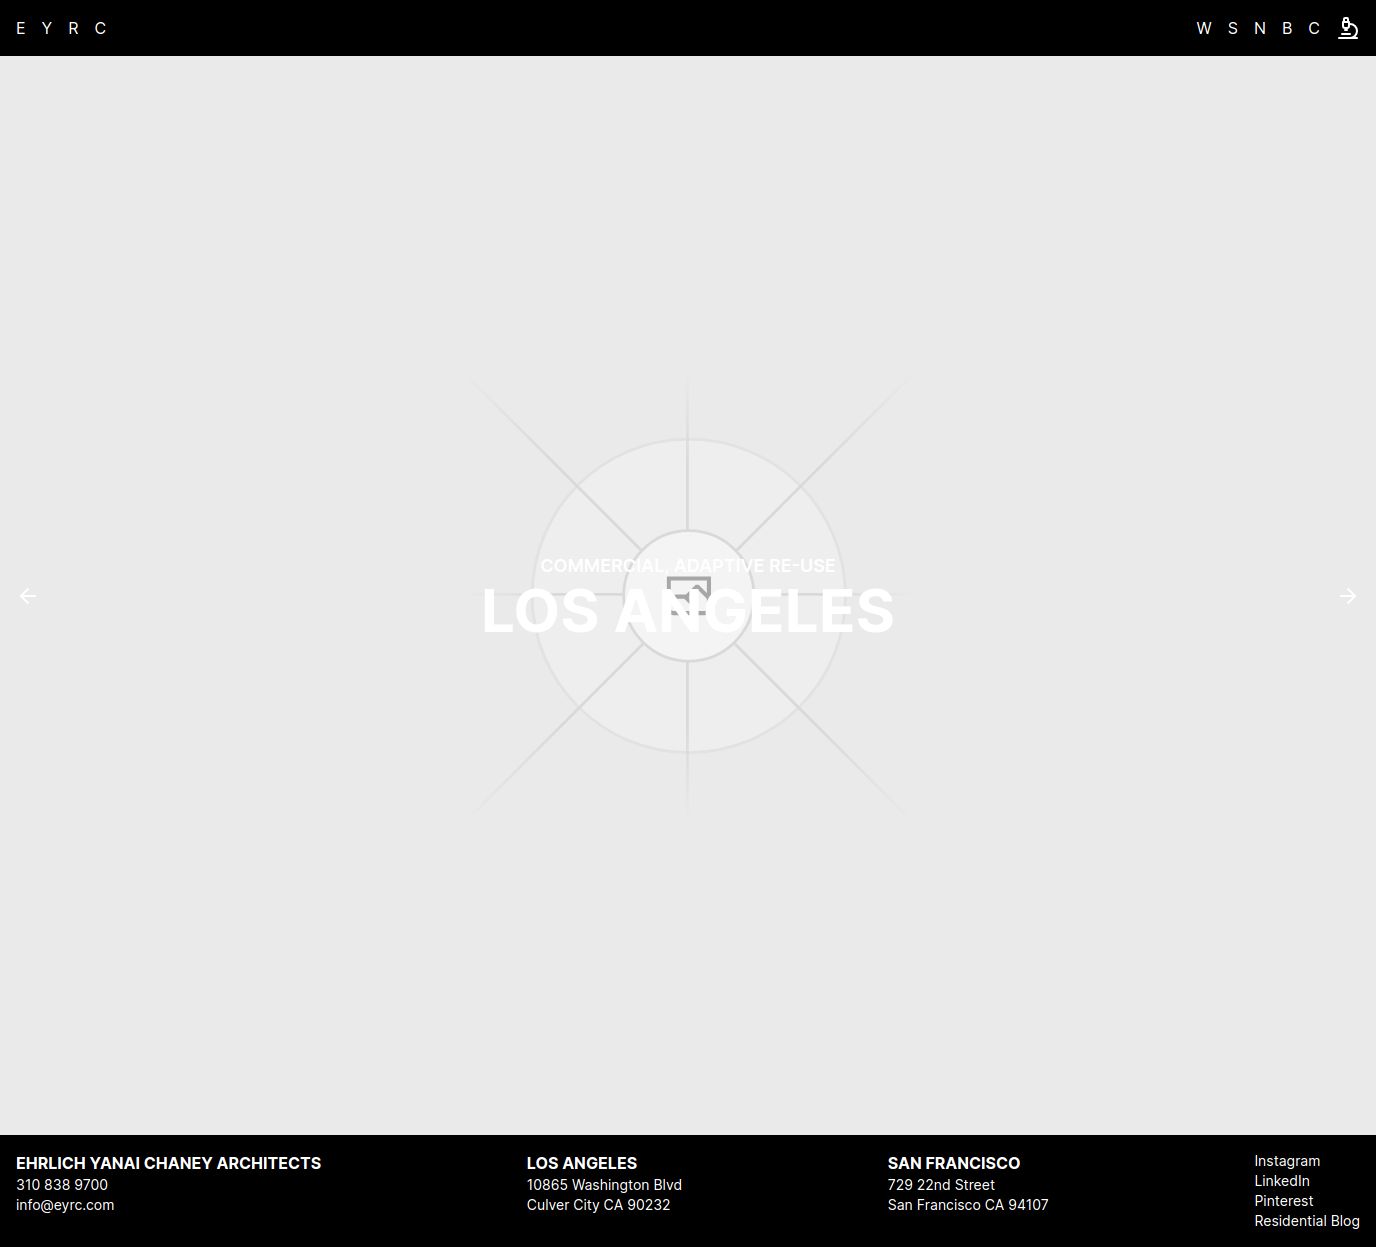 E Y R C
W S N B C
COMMERCIAL, ADAPTIVE RE-USE
LOS ANGELES
EHRLICH YANAI CHANEY ARCHITECTS
310 838 9700
info@eyrc.com
LOS ANGELES
10865 Washington Blvd
Culver City CA 90232
SAN FRANCISCO
729 22nd Street
San Francisco CA 94107
Instagram
LinkedIn
Pinterest
Residential Blog